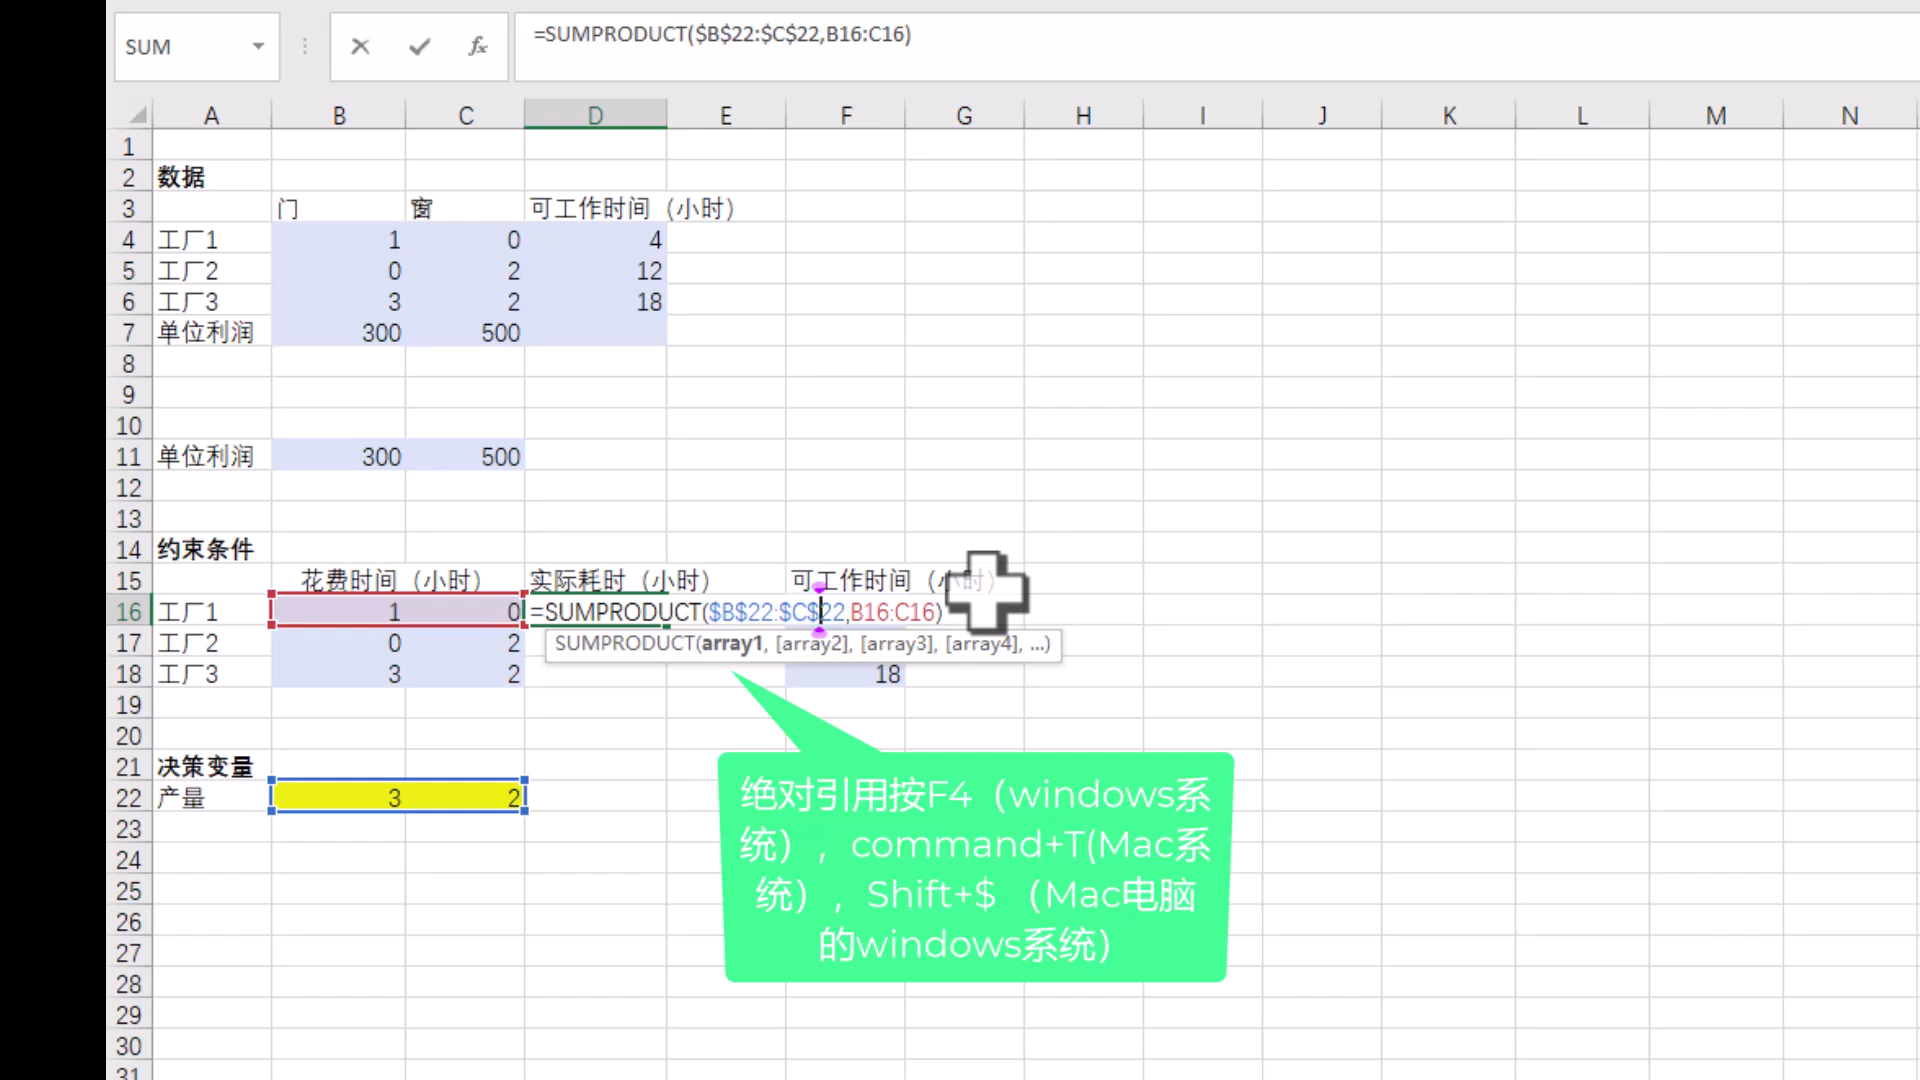 SUM
fx
=SUMPRODUCT($B$22:$C$22,B16:C16)
A B C D E F G H I J K L M N
1
2 数据
3 门 窗 可工作时间（小时）
4 工厂1 1 0 4
5 工厂2 0 2 12
6 工厂3 3 2 18
7 单位利润 300 500
8
9
10
11 单位利润 300 500
12
13
14 约束条件
15 花费时间（小时） 实际耗时（小时） 可工作时间（小时）
16 工厂1 1 0 =SUMPRODUCT($B$22:$C$22,B16:C16)
17 工厂2 0 2 SUMPRODUCT(array1, [array2], [array3], [array4], ...)
18 工厂3 3 2 18
19
20
21 决策变量
22 产量 3 2
23
24
25
26
27
28
29
30
31
绝对引用按F4（windows系
统），command+T(Mac系
统），Shift+$ （Mac电脑
的windows系统）